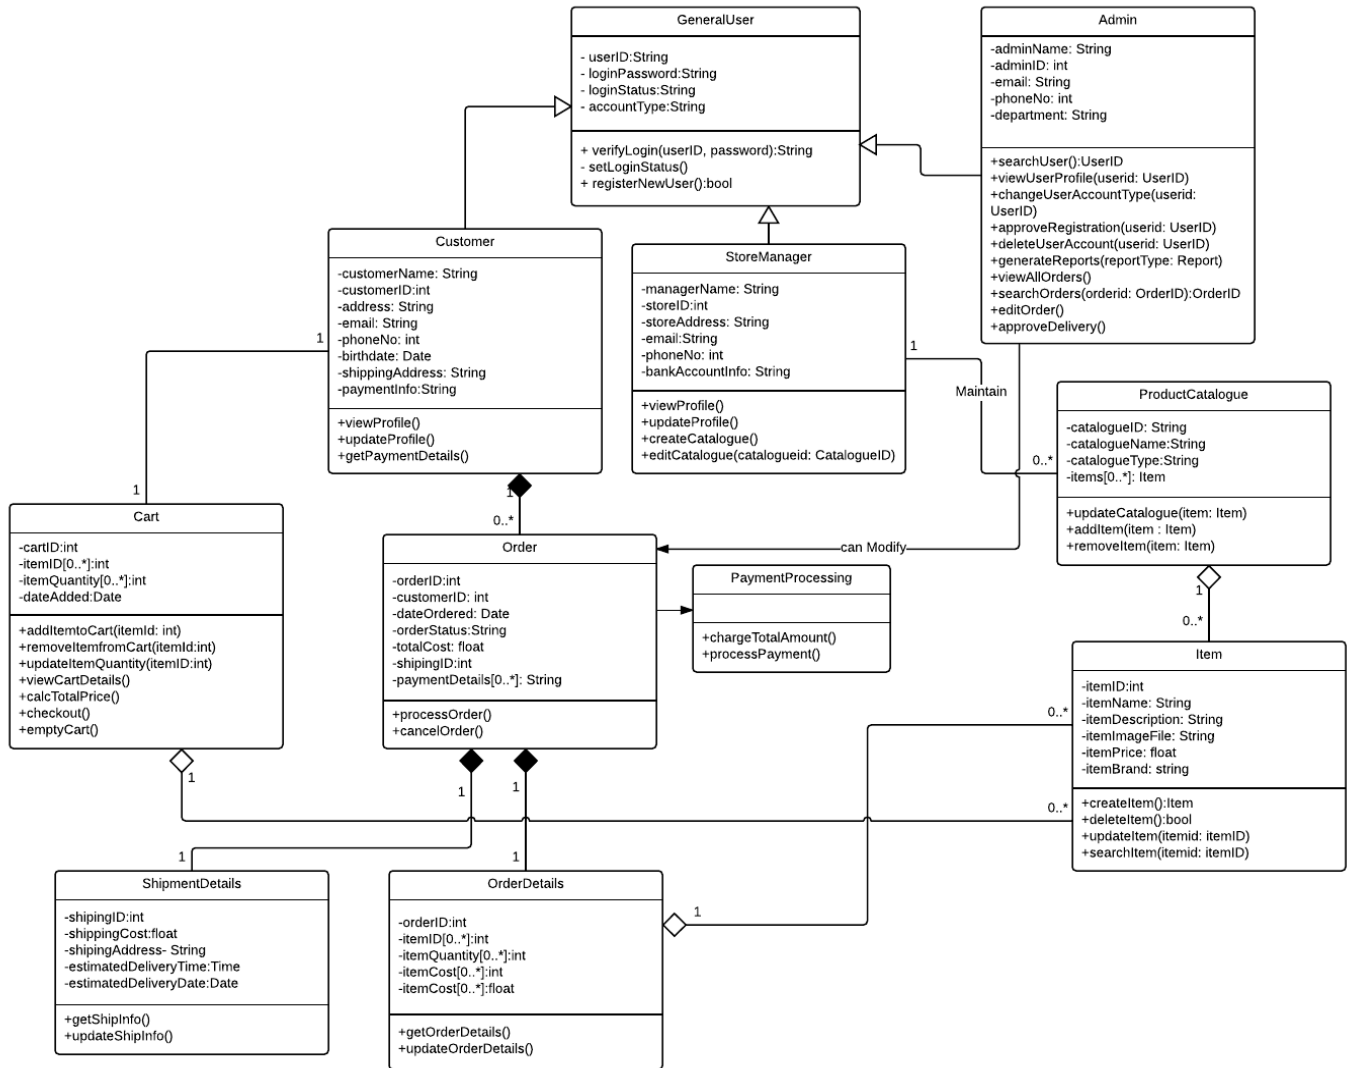 GeneralUser
- userID:String
- loginPassword:String
- loginStatus:String
- accountType:String
+ verifyLogin(userID, password):String
- setLoginStatus()
+ registerNewUser():bool
Admin
-adminName: String
-adminID: int
-email: String
-phoneNo: int
-department: String
+searchUser():UserID
+viewUserProfile(userid: UserID)
+changeUserAccountType(userid:
UserID)
+approveRegistration(userid: UserID)
+deleteUserAccount(userid: UserID)
+generateReports(reportType: Report)
+viewAllOrders()
+searchOrders(orderid: OrderID):OrderID
+editOrder()
+approveDelivery()
Customer
-customerName: String
-customerID:int
-address: String
-email: String
-phoneNo: int
-birthdate: Date
-shippingAddress: String
-paymentInfo:String
+viewProfile()
+updateProfile()
+getPaymentDetails()
StoreManager
-managerName: String
-storeID:int
-storeAddress: String
-email:String
-phoneNo: int
-bankAccountInfo: String
+viewProfile()
+updateProfile()
+createCatalogue()
+editCatalogue(catalogueid: CatalogueID)
1
1
1
Maintain
0..*
ProductCatalogue
-catalogueID: String
-catalogueName:String
-catalogueType:String
-items[0..*]: Item
+updateCatalogue(item: Item)
+addItem(item : Item)
+removeItem(item: Item)
Cart
-cartID:int
-itemID[0..*]:int
-itemQuantity[0..*]:int
-dateAdded:Date
+addItemtoCart(itemId: int)
+removeItemfromCart(itemId:int)
+updateItemQuantity(itemID:int)
+viewCartDetails()
+calcTotalPrice()
+checkout()
+emptyCart()
1
0..*
Order
-orderID:int
-customerID: int
-dateOrdered: Date
-orderStatus:String
-totalCost: float
-shipingID:int
-paymentDetails[0..*]: String
+processOrder()
+cancelOrder()
can Modify
PaymentProcessing
+chargeTotalAmount()
+processPayment()
1
0..*
Item
-itemID:int
-itemName: String
-itemDescription: String
-itemImageFile: String
-itemPrice: float
-itemBrand: string
+createItem():Item
+deleteItem():bool
+updateItem(itemid: itemID)
+searchItem(itemid: itemID)
0..*
0..*
1
1
1
1
1
ShipmentDetails
-shipingID:int
-shippingCost:float
-shipingAddress- String
-estimatedDeliveryTime:Time
-estimatedDeliveryDate:Date
+getShipInfo()
+updateShipInfo()
OrderDetails
-orderID:int
-itemID[0..*]:int
-itemQuantity[0..*]:int
-itemCost[0..*]:int
-itemCost[0..*]:float
+getOrderDetails()
+updateOrderDetails()
1